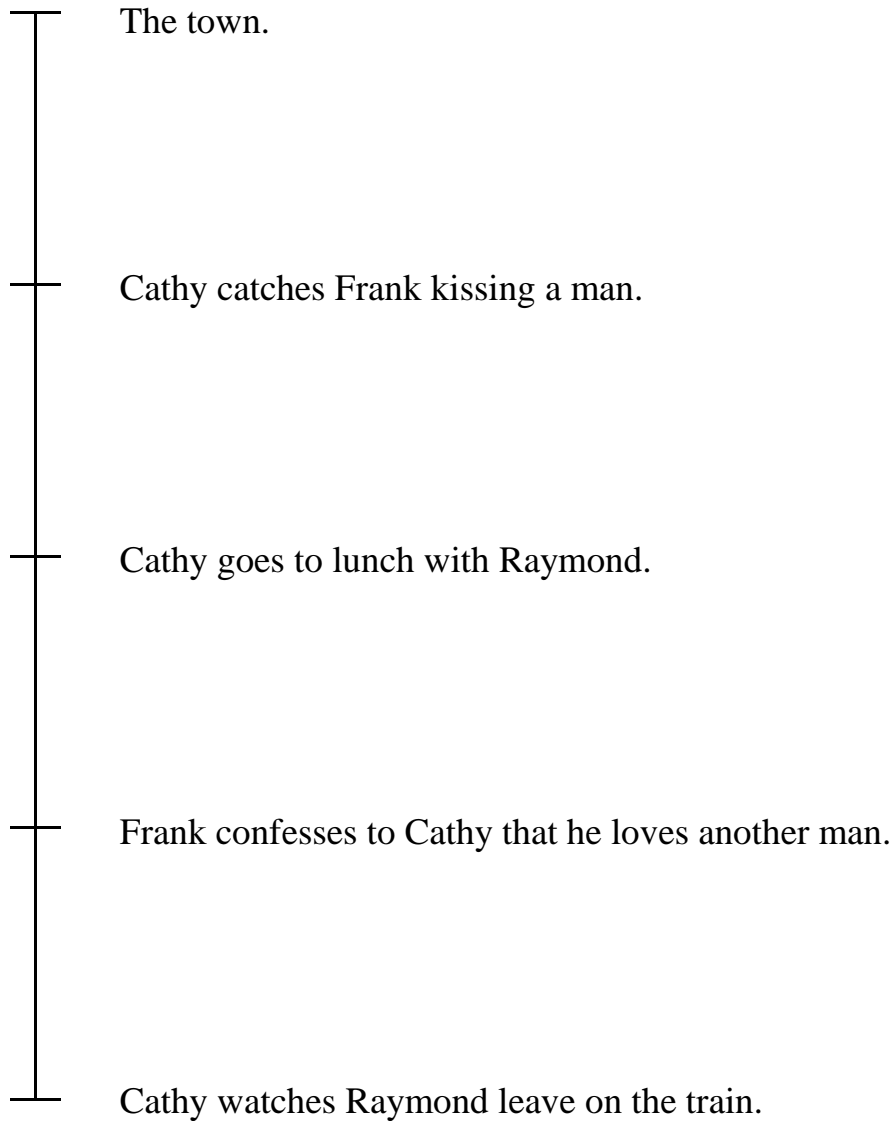 The town.
Cathy catches Frank kissing a man.
Cathy goes to lunch with Raymond.
Frank confesses to Cathy that he loves another man.
Cathy watches Raymond leave on the train.